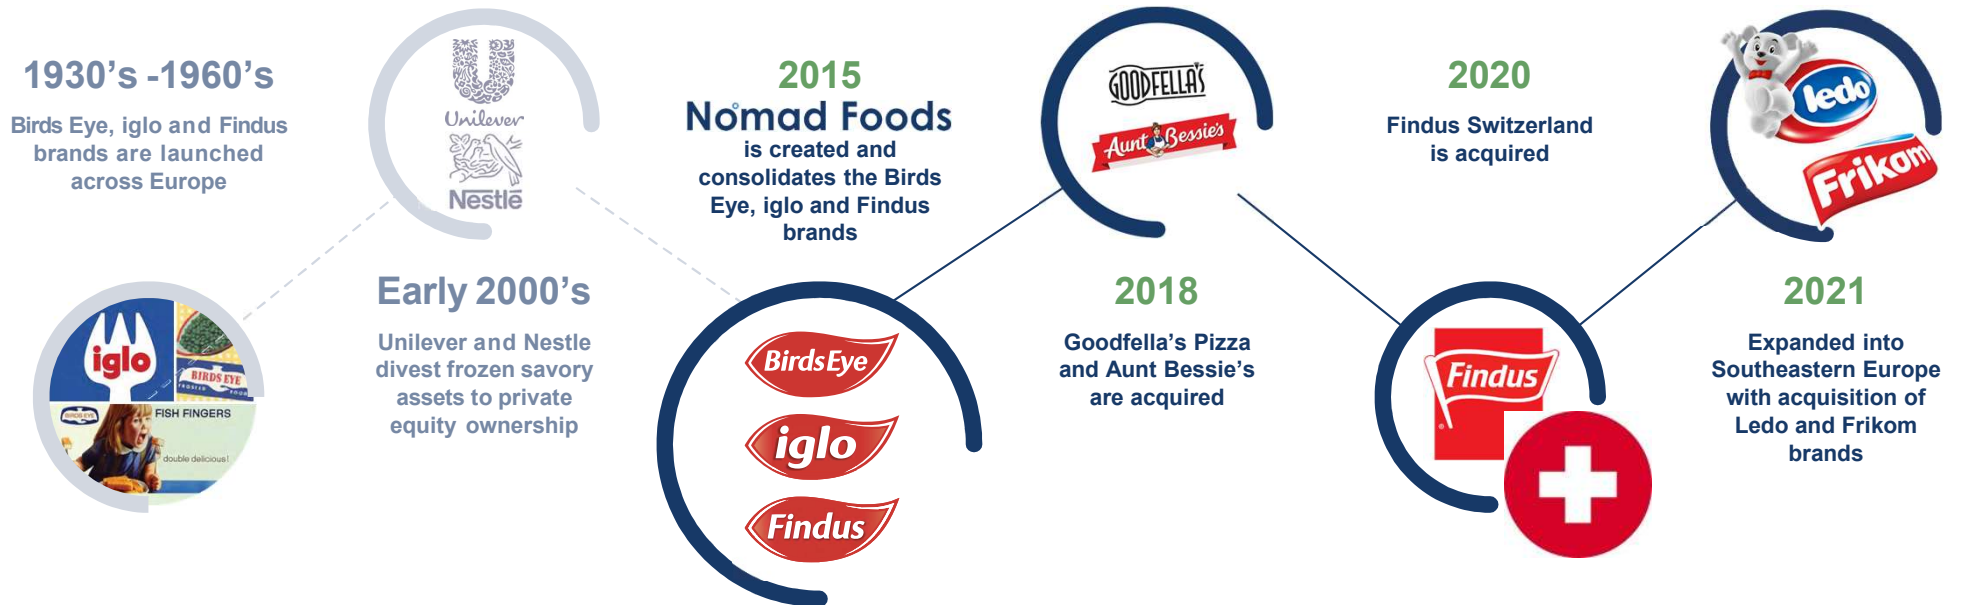 1930’s -1960’s
Birds Eye, iglo and Findus
brands are launched
across Europe
iglo
BIRDS EYE
BIRDS EYE
FISH FINGERS
double delicious!
Unilever
Nestlé
Early 2000’s
Unilever and Nestle
divest frozen savory
assets to private
equity ownership
2015
Nomad Foods
is created and
consolidates the Birds
Eye, iglo and Findus
brands
BirdsEye
iglo
Findus
GOODFELLA'S
Aunt Bessie's
2018
Goodfella’s Pizza
and Aunt Bessie’s
are acquired
2020
Findus Switzerland
is acquired
Findus
ledo
Frikom
2021
Expanded into
Southeastern Europe
with acquisition of
Ledo and Frikom
brands